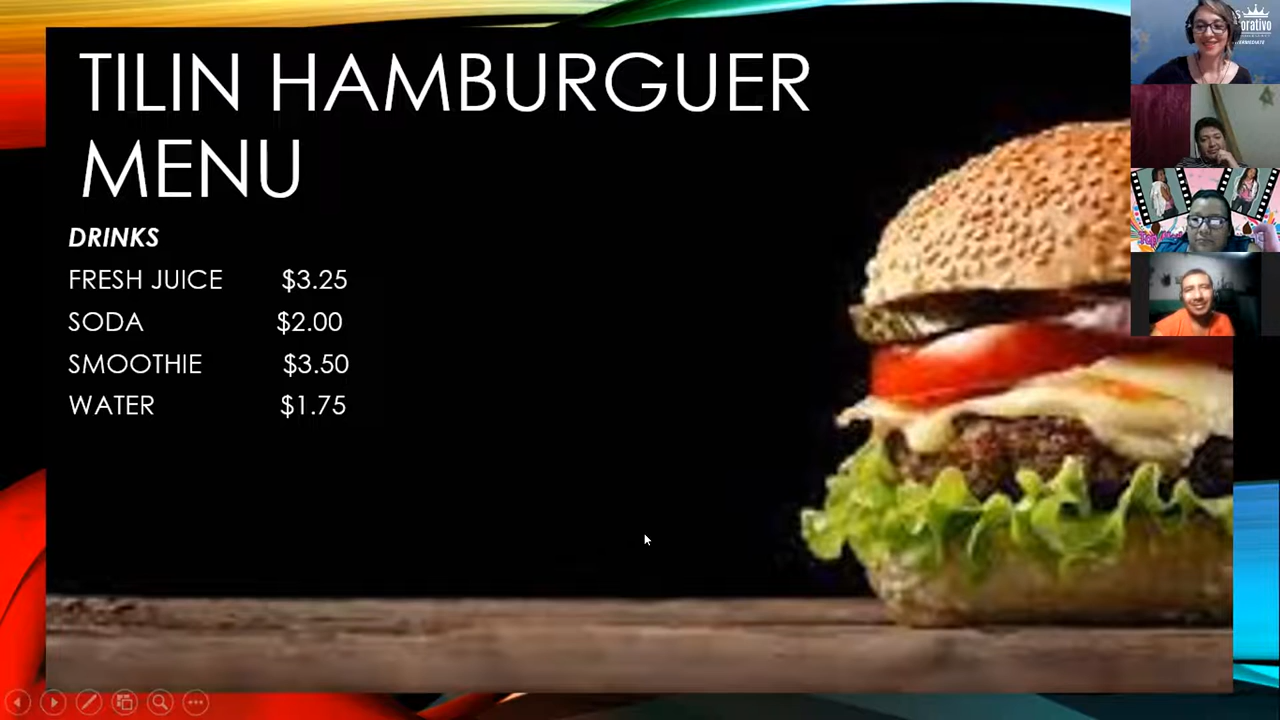 TILIN HAMBURGUER
MENU
DRINKS
FRESH JUICE $3.25
SODA $2.00
SMOOTHIE $3.50
WATER $1.75